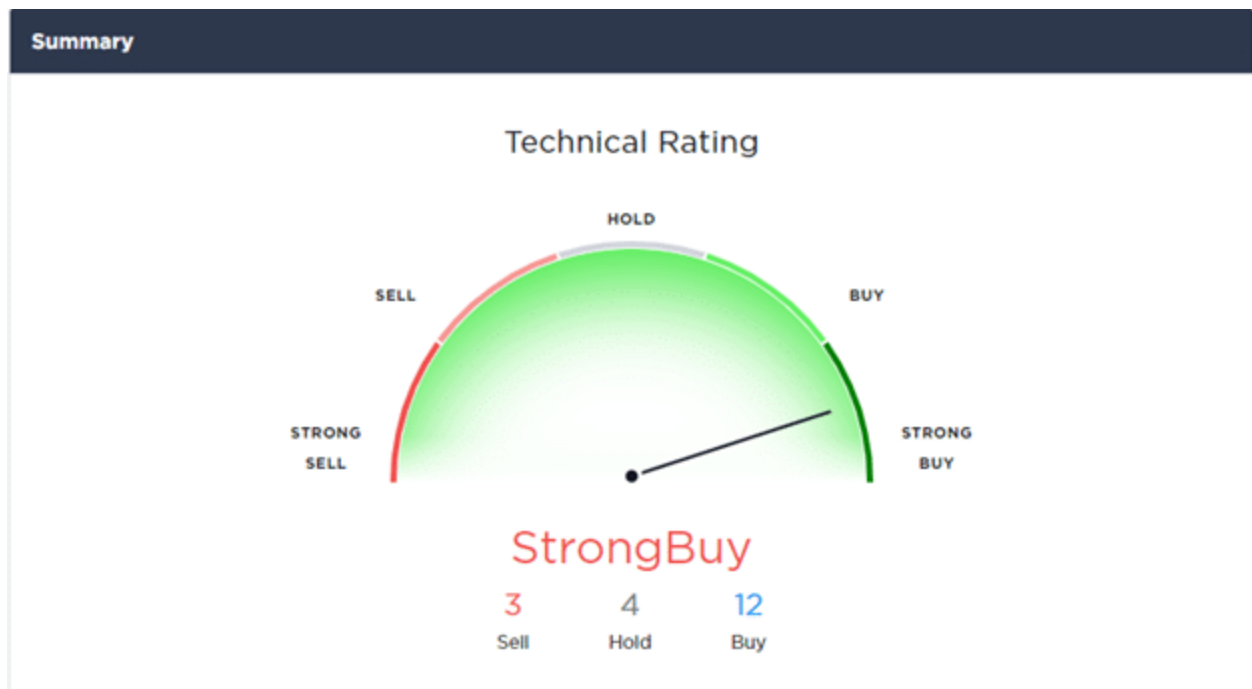 Summary
Technical Rating
HOLD
SELL
BUY
STRONG
SELL
STRONG
BUY
StrongBuy
3 4 12
Sell Hold Buy